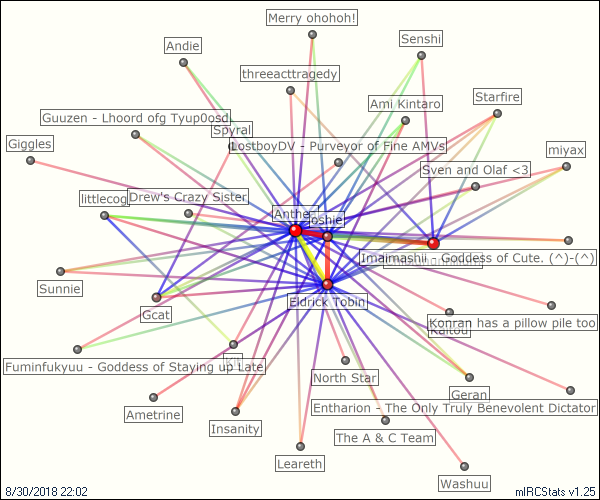 Merry ohohoh!
Andie
Senshi
threeacttragedy
Starfire
Ami Kintaro
Guuzen - Lhoord ofg Tyup0osd
Spyral
Giggles
LostboyDV - Purveyor of Fine AMVs
miyax
Sven and Olaf <3
littlecog
Drew's Crazy Sister
Anthe
Joshie
Imaimashii - Goddess of Cute. (^)-(^)
Sunnie
Gcat
Eldrick Tobin
Konran has a pillow pile too
Kaitou
Fuminfukyuu - Goddess of Staying up Late
North Star
Geran
Ametrine
Entharion - The Only Truly Benevolent Dictator
Insanity
The A & C Team
Leareth
Washuu
8/30/2018 22:02
mIRCStats v1.25